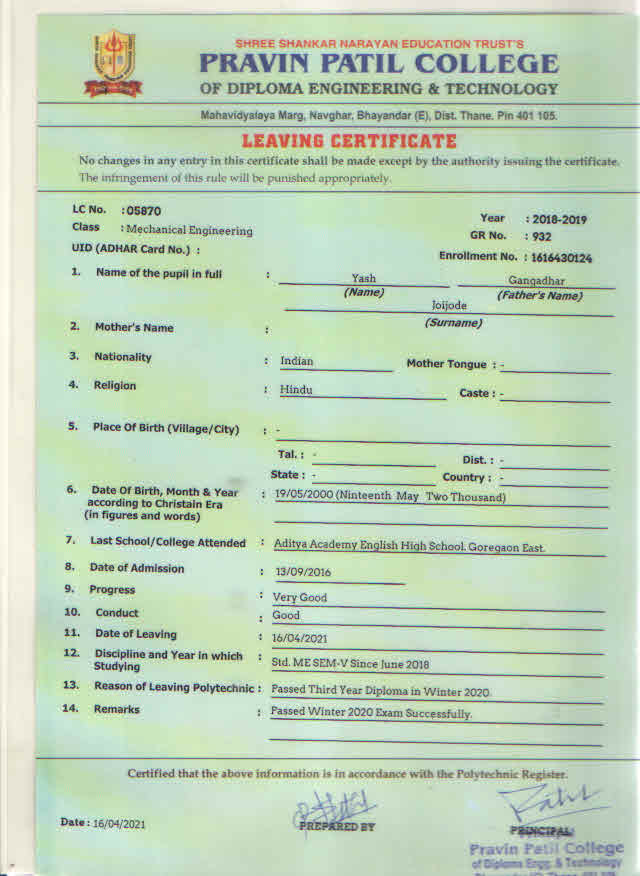 SHREE SHANKAR NARAYAN EDUCATION TRUST'S
PRAVIN PATIL COLLEGE
OF DIPLOMA ENGINEERING & TECHNOLOGY
Mahavidyalaya Marg, Navghar, Bhayandar (E), Dist. Thane. Pin 401 105.
LEAVING CERTIFICATE
No changes in any entry in this certificate shall be made except by the authority issuing the certificate.
The infringement of this rule will be punished appropriately.
LC No. : 05870
Year : 2018-2019
Class : Mechanical Engineering
GR No. : 932
UID (ADHAR Card No.) :
Enrollment No. : 1616430124
1. Name of the pupil in full : Yash Gangadhar
(Name) (Father's Name)
Joijode
(Surname)
2. Mother's Name :
3. Nationality : Indian Mother Tongue : -
4. Religion : Hindu Caste : -
5. Place Of Birth (Village/City) : -
Tal. : - Dist. : -
State : - Country : -
6. Date Of Birth, Month & Year : 19/05/2000 (Ninteenth May Two Thousand)
according to Christain Era
(in figures and words)
7. Last School/College Attended : Aditya Academy English High School. Goregaon East.
8. Date of Admission : 13/09/2016
9. Progress : Very Good
10. Conduct : Good
11. Date of Leaving : 16/04/2021
12. Discipline and Year in which : Std. ME SEM-V Since June 2018
Studying
13. Reason of Leaving Polytechnic : Passed Third Year Diploma in Winter 2020.
14. Remarks : Passed Winter 2020 Exam Successfully.
Certified that the above information is in accordance with the Polytechnic Register.
Date : 16/04/2021
PREPARED BY
PRINCIPAL
Pravin Patil College
of Diploma Engg. & Technology